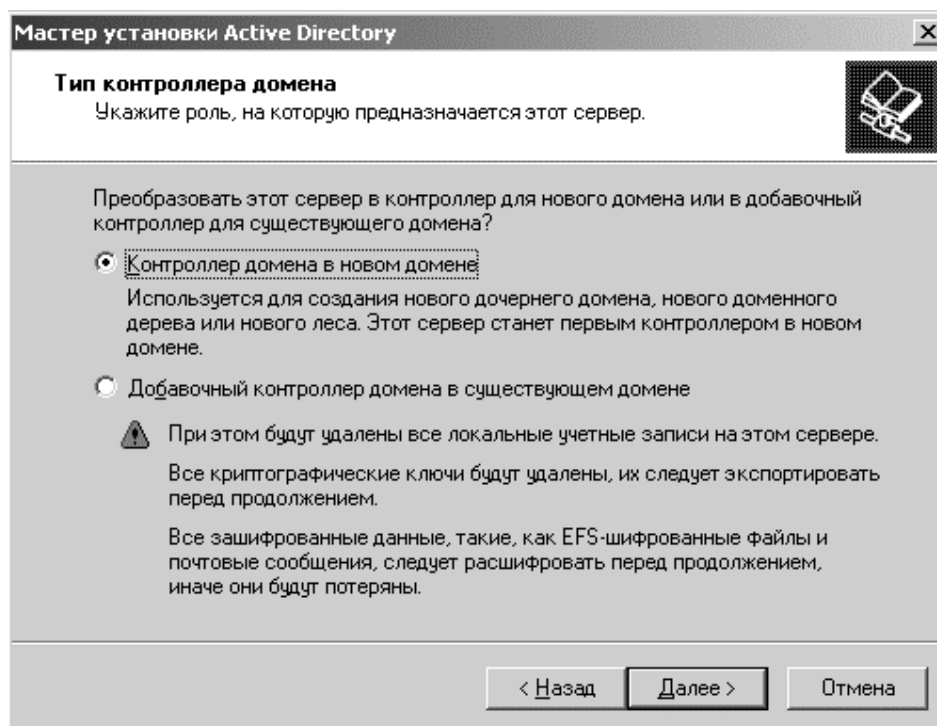 Мастер установки Active Directory
Тип контроллера домена
Укажите роль, на которую предназначается этот сервер.
Преобразовать этот сервер в контроллер для нового домена или в добавочный
контроллер для существующего домена?
Контроллер домена в новом домене
Используется для создания нового дочернего домена, нового доменного
дерева или нового леса. Этот сервер станет первым контроллером в новом
домене.
Добавочный контроллер домена в существующем домене
При этом будут удалены все локальные учетные записи на этом сервере.
Все криптографические ключи будут удалены, их следует экспортировать
перед продолжением.
Все зашифрованные данные, такие, как EFS-шифрованные файлы и
почтовые сообщения, следует расшифровать перед продолжением,
иначе они будут потеряны.
< Назад Далее > Отмена